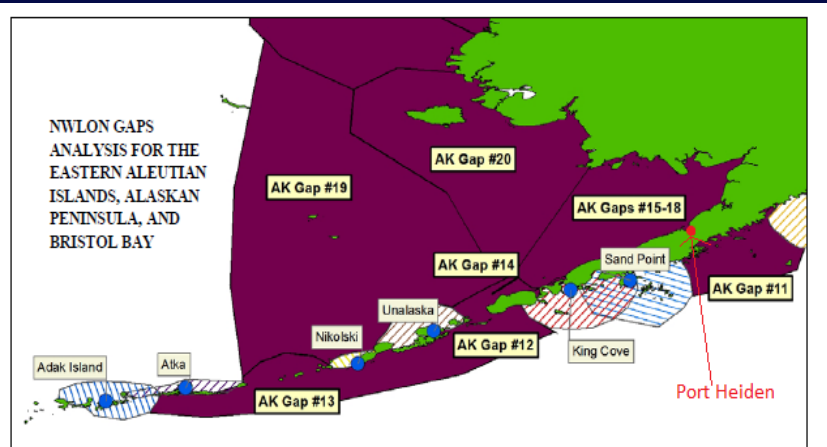 NWLON GAPS
ANALYSIS FOR THE
EASTERN ALEUTIAN
ISLANDS, ALASKAN
PENINSULA, AND
BRISTOL BAY
AK Gap #20
AK Gap #19
AK Gaps #15-18
AK Gap #14
Sand Point
AK Gap #11
Unalaska
Nikolski
AK Gap #12
King Cove
Adak Island
Atka
AK Gap #13
Port Heiden